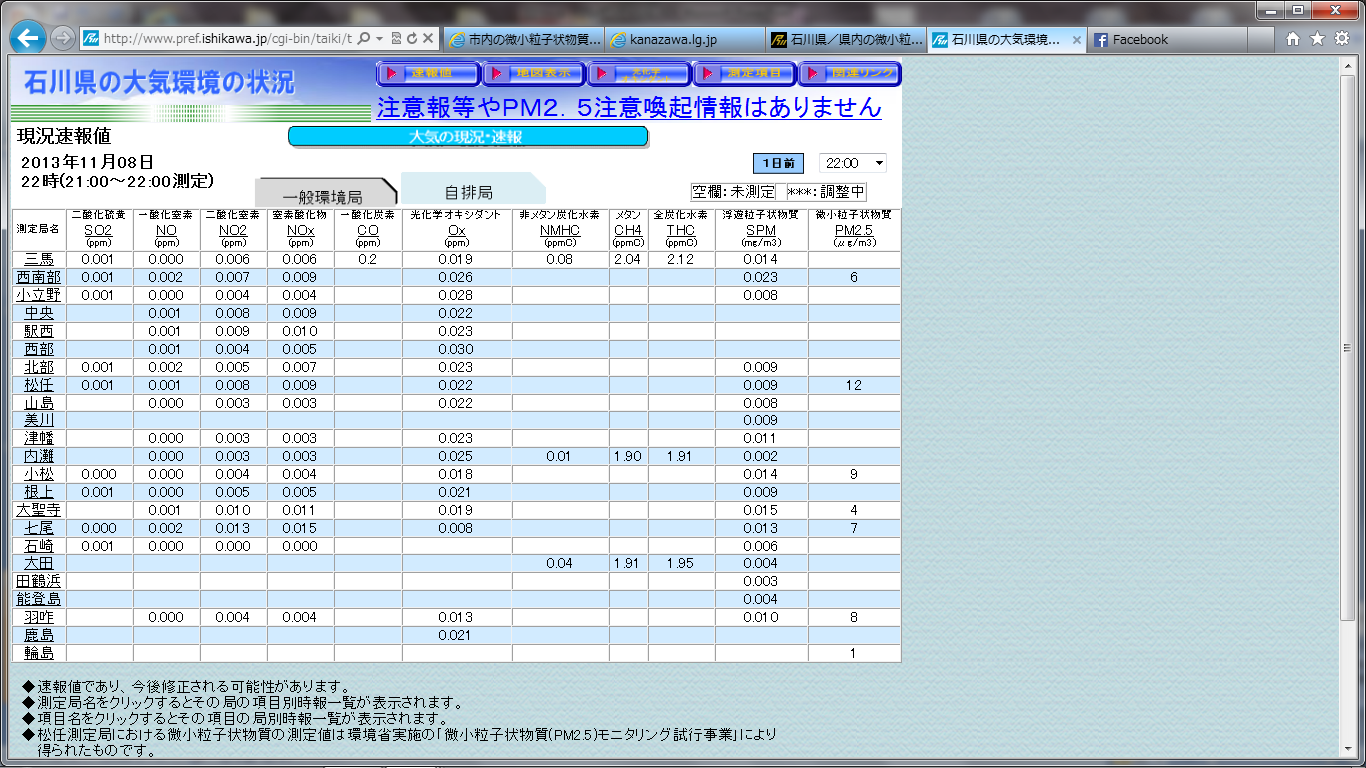 http://www.pref.ishikawa.jp/cgi-bin/taiki/t
市内の微小粒子状物質...
kanazawa.lg.jp
石川県／県内の微小粒...
石川県の大気環境...
Facebook
石川県の大気環境の状況
速報値 地図表示 測定項目 関連リンク
注意報等やＰＭ２．５注意喚起情報はありません
現況速報値
大気の現況・速報
2013年11月08日
22時(21:00～22:00測定)
1日前 22:00
一般環境局 自排局
空欄：未測定 ***：調整中
測定局名 二酸化硫黄 SO2 (ppm) 一酸化窒素 NO (ppm) 二酸化窒素 NO2 (ppm) 窒素酸化物 NOx (ppm) 一酸化炭素 CO (ppm) 光化学オキシダント Ox (ppm) 非メタン炭化水素 NMHC (ppmC) メタン CH4 (ppmC) 全炭化水素 THC (ppmC) 浮遊粒子状物質 SPM (mg/m3) 微小粒子状物質 PM2.5 (μg/m3)
三馬 0.001 0.000 0.006 0.006 0.2 0.019 0.08 2.04 2.12 0.014
西南部 0.001 0.002 0.007 0.009 0.026 0.023 6
小立野 0.001 0.000 0.004 0.004 0.028 0.008
中央 0.001 0.008 0.009 0.022
駅西 0.001 0.009 0.010 0.023
西部 0.001 0.004 0.005 0.030
北部 0.001 0.002 0.005 0.007 0.023 0.009
松任 0.001 0.001 0.008 0.009 0.022 0.009 12
山島 0.000 0.003 0.003 0.022 0.008
美川 0.009
津幡 0.000 0.003 0.003 0.023 0.011
内灘 0.000 0.003 0.003 0.025 0.01 1.90 1.91 0.002
小松 0.000 0.000 0.004 0.004 0.018 0.014 9
根上 0.001 0.000 0.005 0.005 0.021 0.009
大聖寺 0.001 0.010 0.011 0.019 0.015 4
七尾 0.000 0.002 0.013 0.015 0.008 0.013 7
石崎 0.001 0.000 0.000 0.000 0.006
大田 0.04 1.91 1.95 0.004
田鶴浜 0.003
能登島 0.004
羽咋 0.000 0.004 0.004 0.013 0.010 8
鹿島 0.021
輪島 1
◆速報値であり、今後修正される可能性があります。
◆測定局名をクリックするとその局の項目別時報一覧が表示されます。
◆項目名をクリックするとその項目の局別時報一覧が表示されます。
◆松任測定局における微小粒子状物質の測定値は環境省実施の「微小粒子状物質(PM2.5)モニタリング試行事業」により
得られたものです。